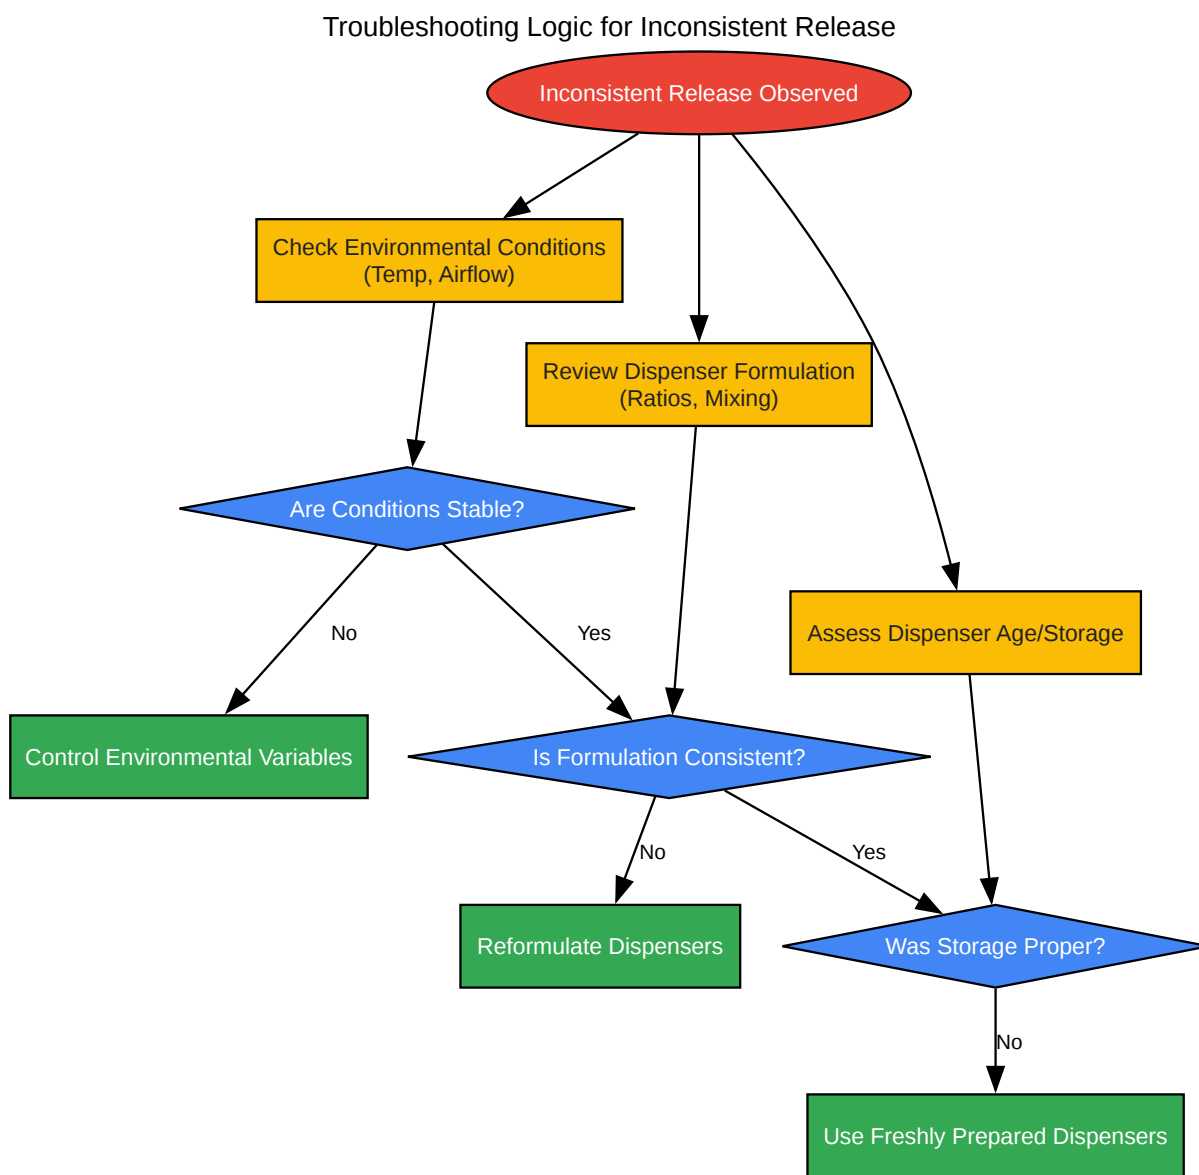 Troubleshooting Logic for Inconsistent Release
Inconsistent Release Observed
Check Environmental Conditions
(Temp, Airflow)
Review Dispenser Formulation
(Ratios, Mixing)
Are Conditions Stable?
No
Yes
Assess Dispenser Age/Storage
Control Environmental Variables
Is Formulation Consistent?
No
Yes
Reformulate Dispensers
Was Storage Proper?
No
Use Freshly Prepared Dispensers